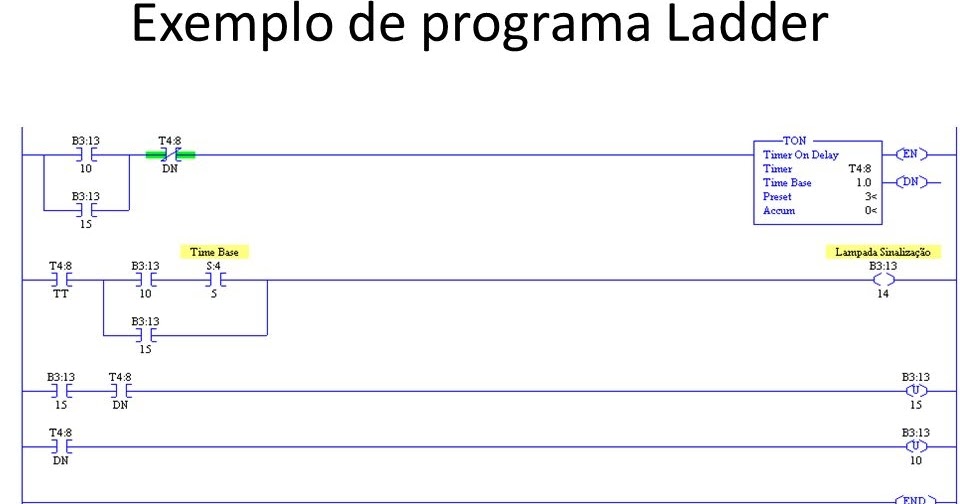 Exemplo de programa Ladder
B3:13
10
T4:8
DN
B3:13
15
TON
Timer On Delay
Timer T4:8
Time Base 1.0
Preset 3<
Accum 0<
EN
DN
T4:8
TT
B3:13
10
Time Base
S:4
5
B3:13
15
Lampada Sinalização
B3:13
14
B3:13
15
T4:8
DN
B3:13
U
15
T4:8
DN
B3:13
U
10
END